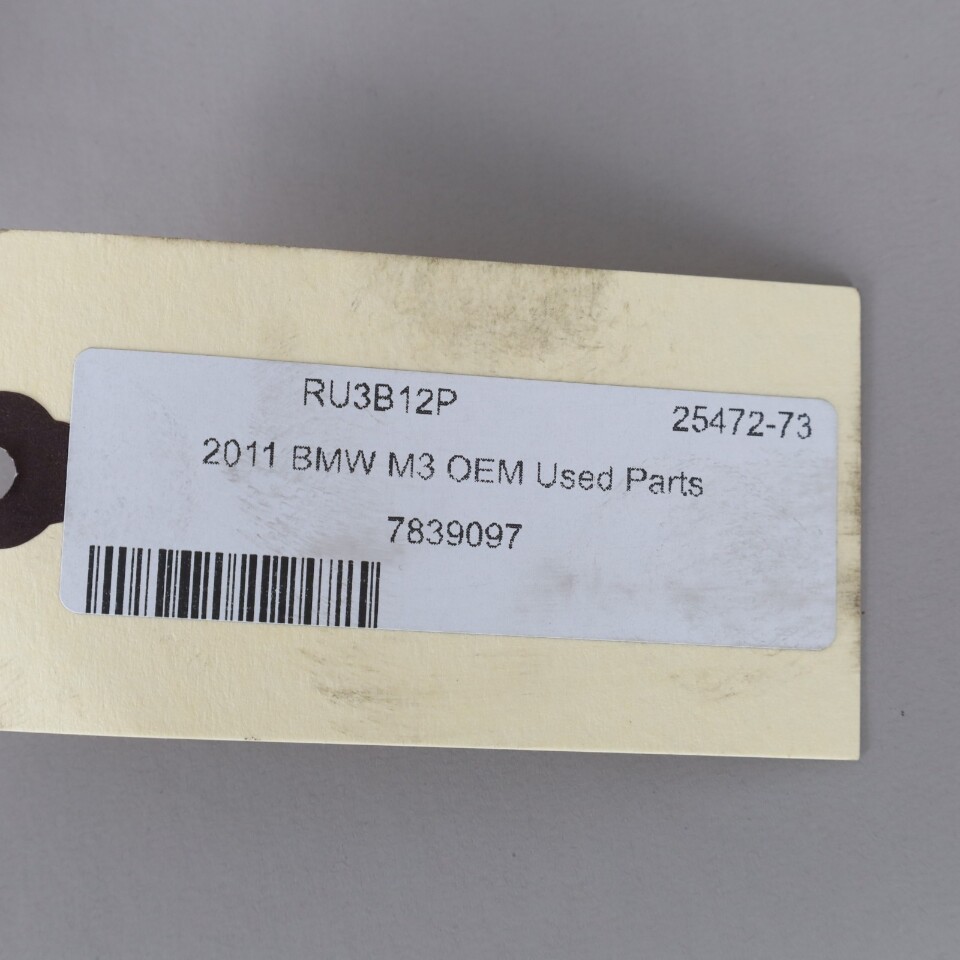 RU3B12P
25472-73
2011 BMW M3 OEM Used Parts
7839097